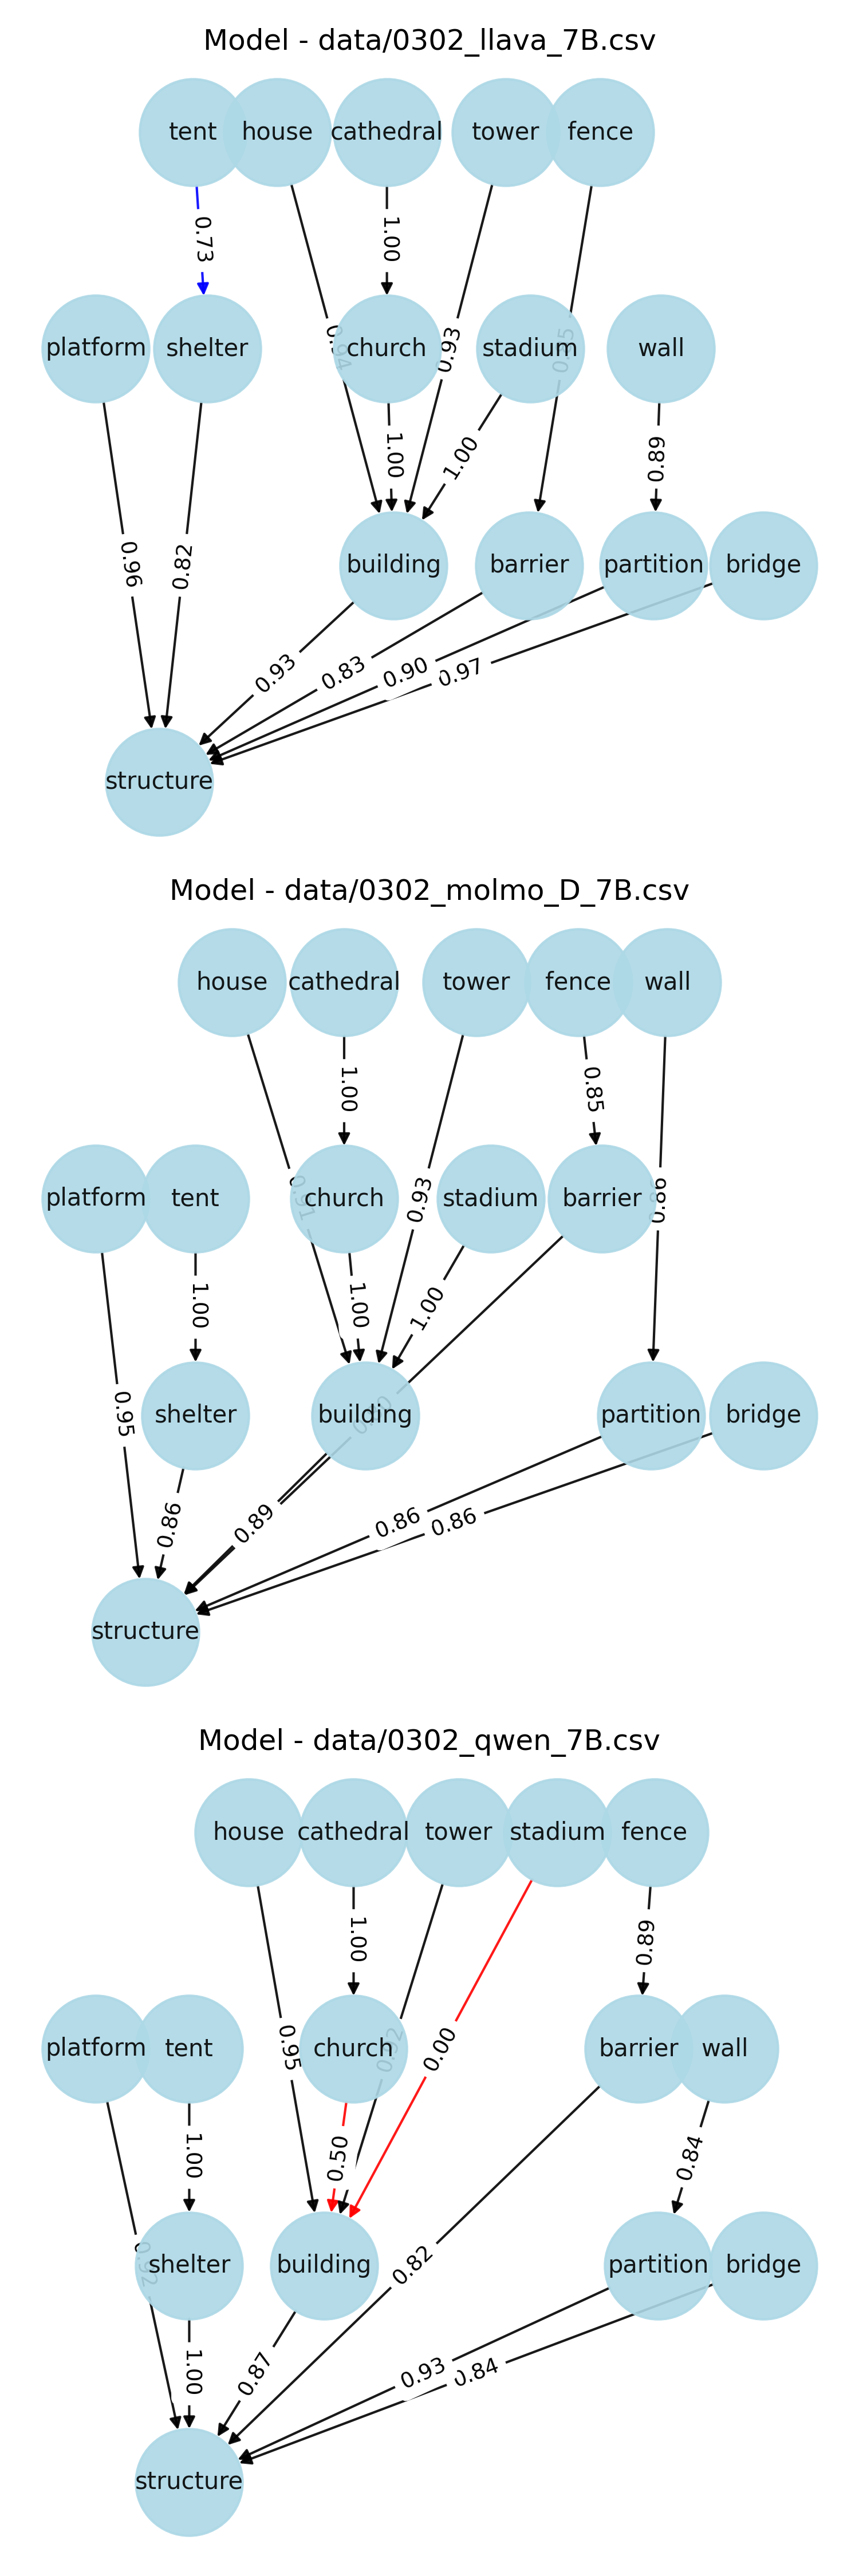 Model - data/0302_llava_7B.csv
tent house cathedral tower fence
0.73 1.00
platform shelter 0.94 church 0.93 stadium wall
1.00 1.00 0.89
0.96 0.82 building barrier partition bridge
0.93 0.83 0.90 0.97
structure
Model - data/0302_molmo_D_7B.csv
house cathedral tower fence wall
1.00 0.85
platform tent 0.91 church 0.93 stadium barrier 0.86
1.00 1.00 1.00
0.95 shelter building partition bridge
0.86 0.89 0.86 0.86
structure
Model - data/0302_qwen_7B.csv
house cathedral tower stadium fence
1.00 0.89
platform tent 0.95 church 0.00 barrier wall
1.00 0.50 0.84
shelter building 0.82 partition bridge
1.00 0.87 0.93 0.84
structure